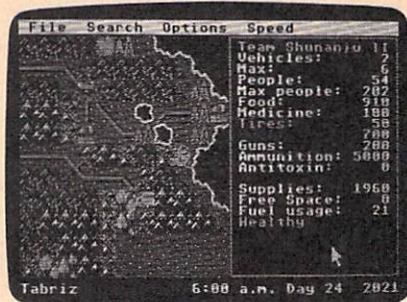 File Search Options Speed
Team Shunanju II
Vehicles: 2
Max: 6
People: 54
Max people: 202
Food: 910
Medicine: 100
Tires: 50
700
Guns: 200
Ammunition: 5000
Antitoxin: 0
Supplies: 1960
Free Space: 0
Fuel usage: 21
Healthy
Tabriz 6:00 a.m. Day 24 2021